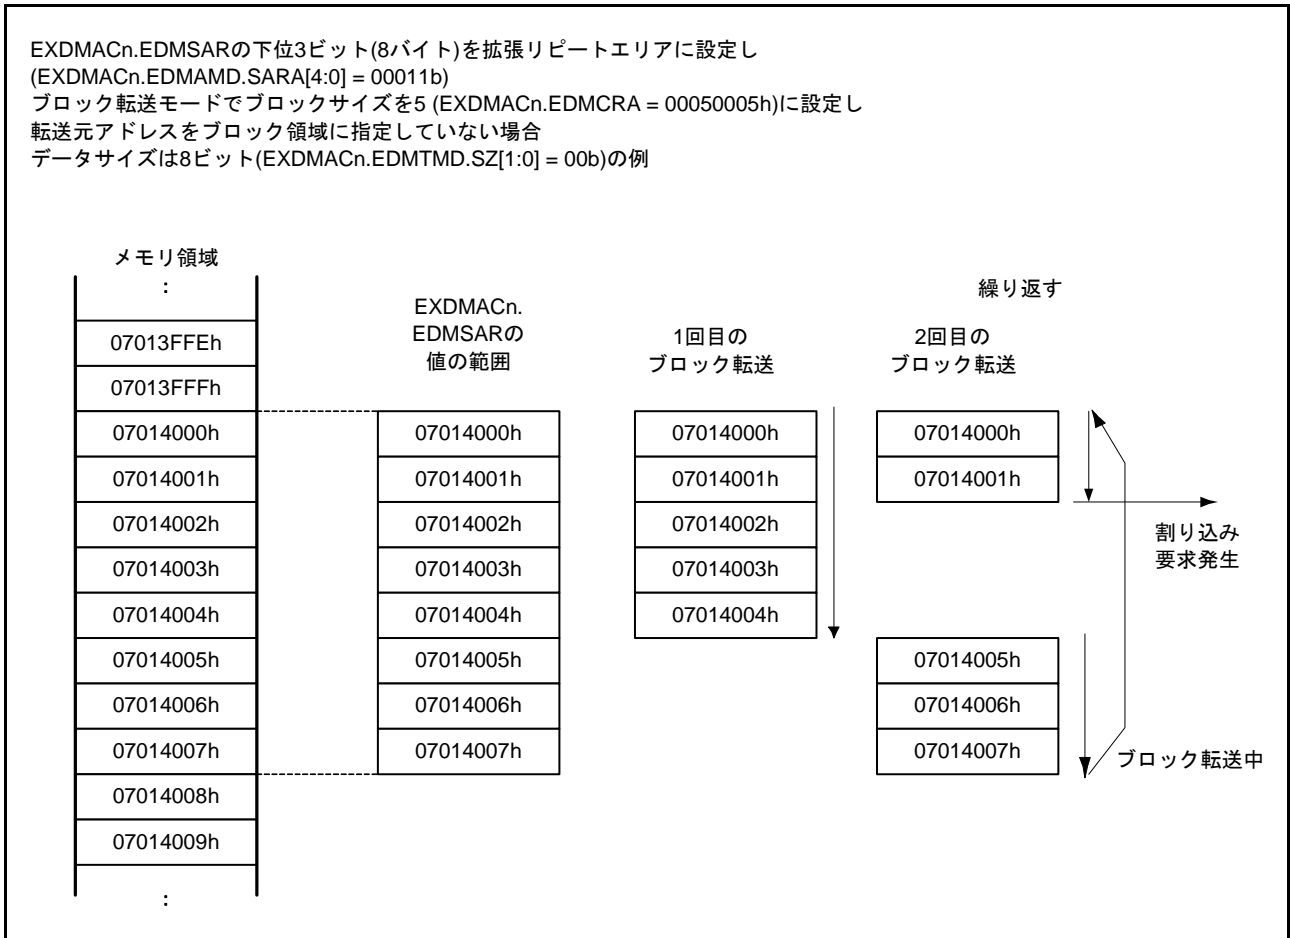 EXDMACn.EDMSARの下位3ビット(8バイト)を拡張リピートエリアに設定し
(EXDMACn.EDMAMD.SARA[4:0] = 00011b)
ブロック転送モードでブロックサイズを5 (EXDMACn.EDMCRA = 00050005h)に設定し
転送元アドレスをブロック領域に指定していない場合
データサイズは8ビット(EXDMACn.EDMTMD.SZ[1:0] = 00b)の例
メモリ領域
:
07013FFEh
07013FFFh
07014000h
07014001h
07014002h
07014003h
07014004h
07014005h
07014006h
07014007h
07014008h
07014009h
:
EXDMACn.
EDMSARの
値の範囲
07014000h
07014001h
07014002h
07014003h
07014004h
07014005h
07014006h
07014007h
1回目の
ブロック転送
07014000h
07014001h
07014002h
07014003h
07014004h
繰り返す
2回目の
ブロック転送
07014000h
07014001h
07014005h
07014006h
07014007h
割り込み
要求発生
ブロック転送中